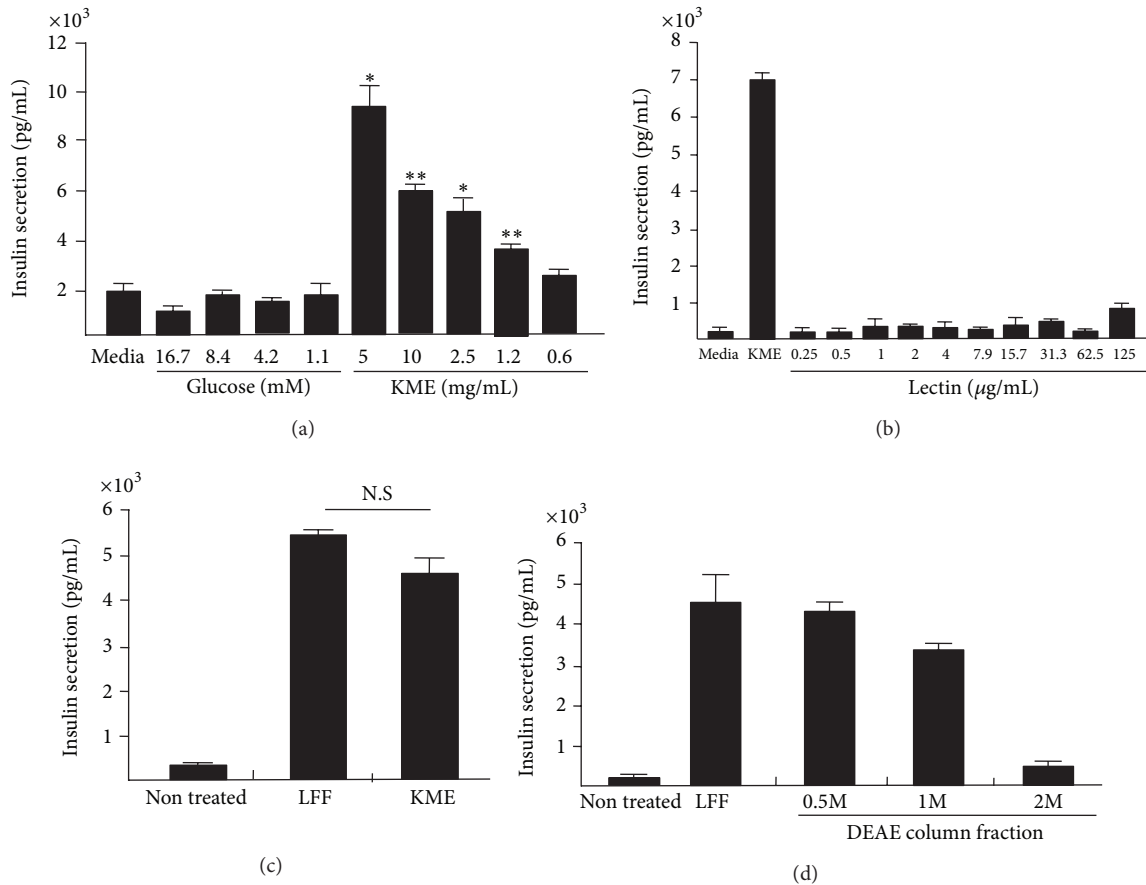 ×10³
12
10
8
6
4
2
Insulin secretion (pg/mL)
* ** * **
Media 16.7 8.4 4.2 1.1 5 10 2.5 1.2 0.6
Glucose (mM) KME (mg/mL)
(a)
×10³
8
7
6
5
4
3
2
1
Insulin secretion (pg/mL)
Media KME 0.25 0.5 1 2 4 7.9 15.7 31.3 62.5 125
Lectin (μg/mL)
(b)
×10³
6
5
4
3
2
1
Insulin secretion (pg/mL)
N.S
Non treated LFF KME
(c)
×10³
6
5
4
3
2
1
Insulin secretion (pg/mL)
Non treated LFF 0.5M 1M 2M
DEAE column fraction
(d)